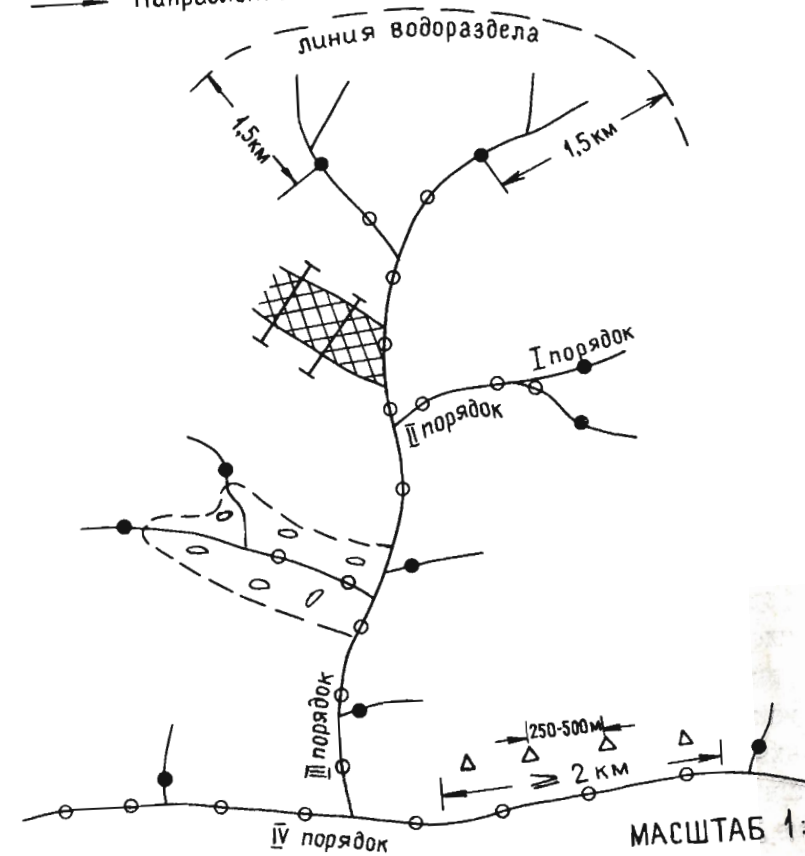 линия водораздела
1,5км
1,5км
I порядок
II порядок
III порядок
250-500м
≥ 2 км
IV порядок
МАСШТАБ 1: